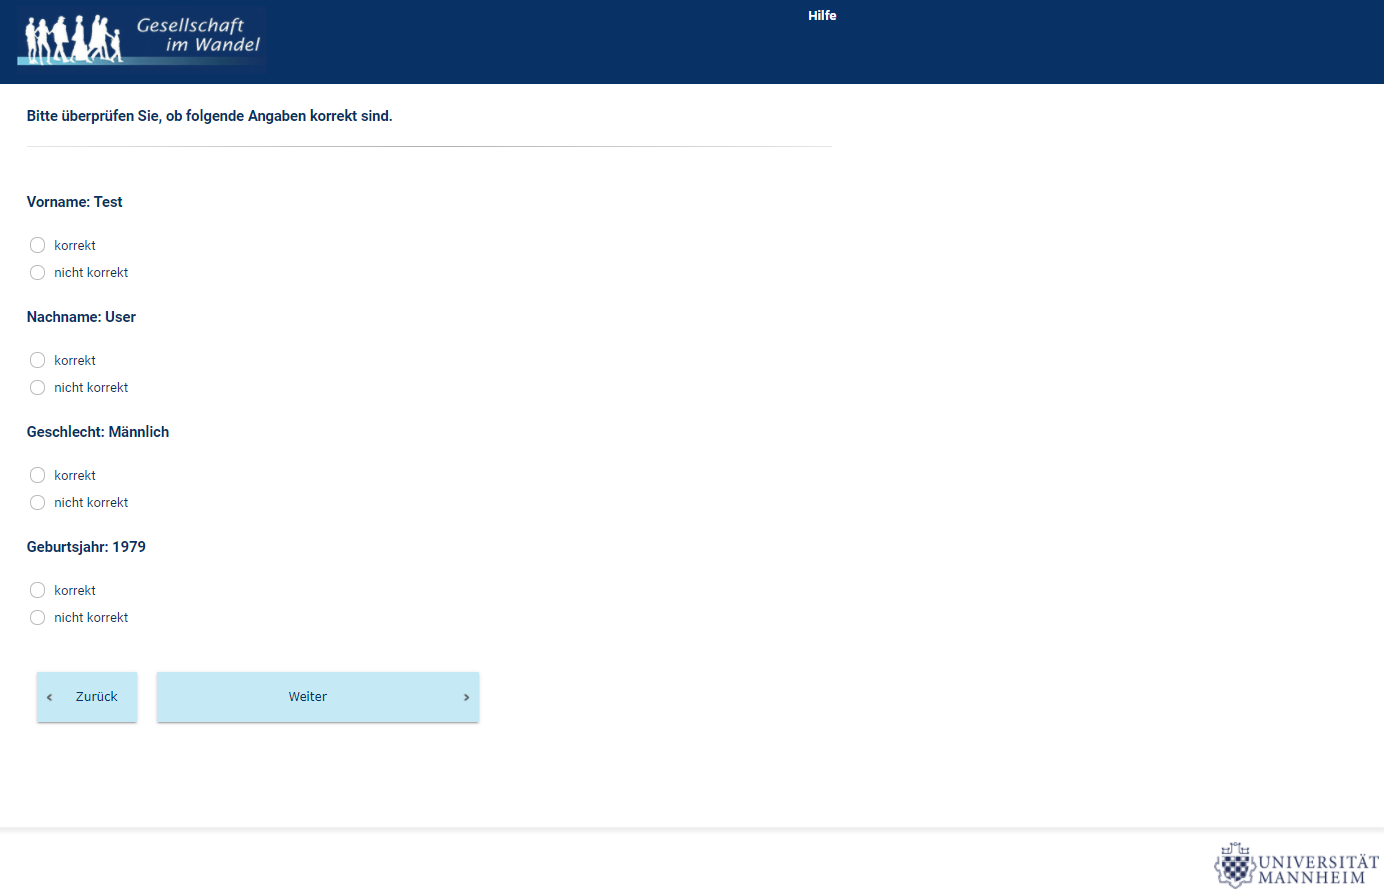 Gesellschaft
im Wandel
Hilfe
Bitte überprüfen Sie, ob folgende Angaben korrekt sind.
Vorname: Test
korrekt
nicht korrekt
Nachname: User
korrekt
nicht korrekt
Geschlecht: Männlich
korrekt
nicht korrekt
Geburtsjahr: 1979
korrekt
nicht korrekt
‹ Zurück
Weiter ›
UNIVERSITÄT
MANNHEIM